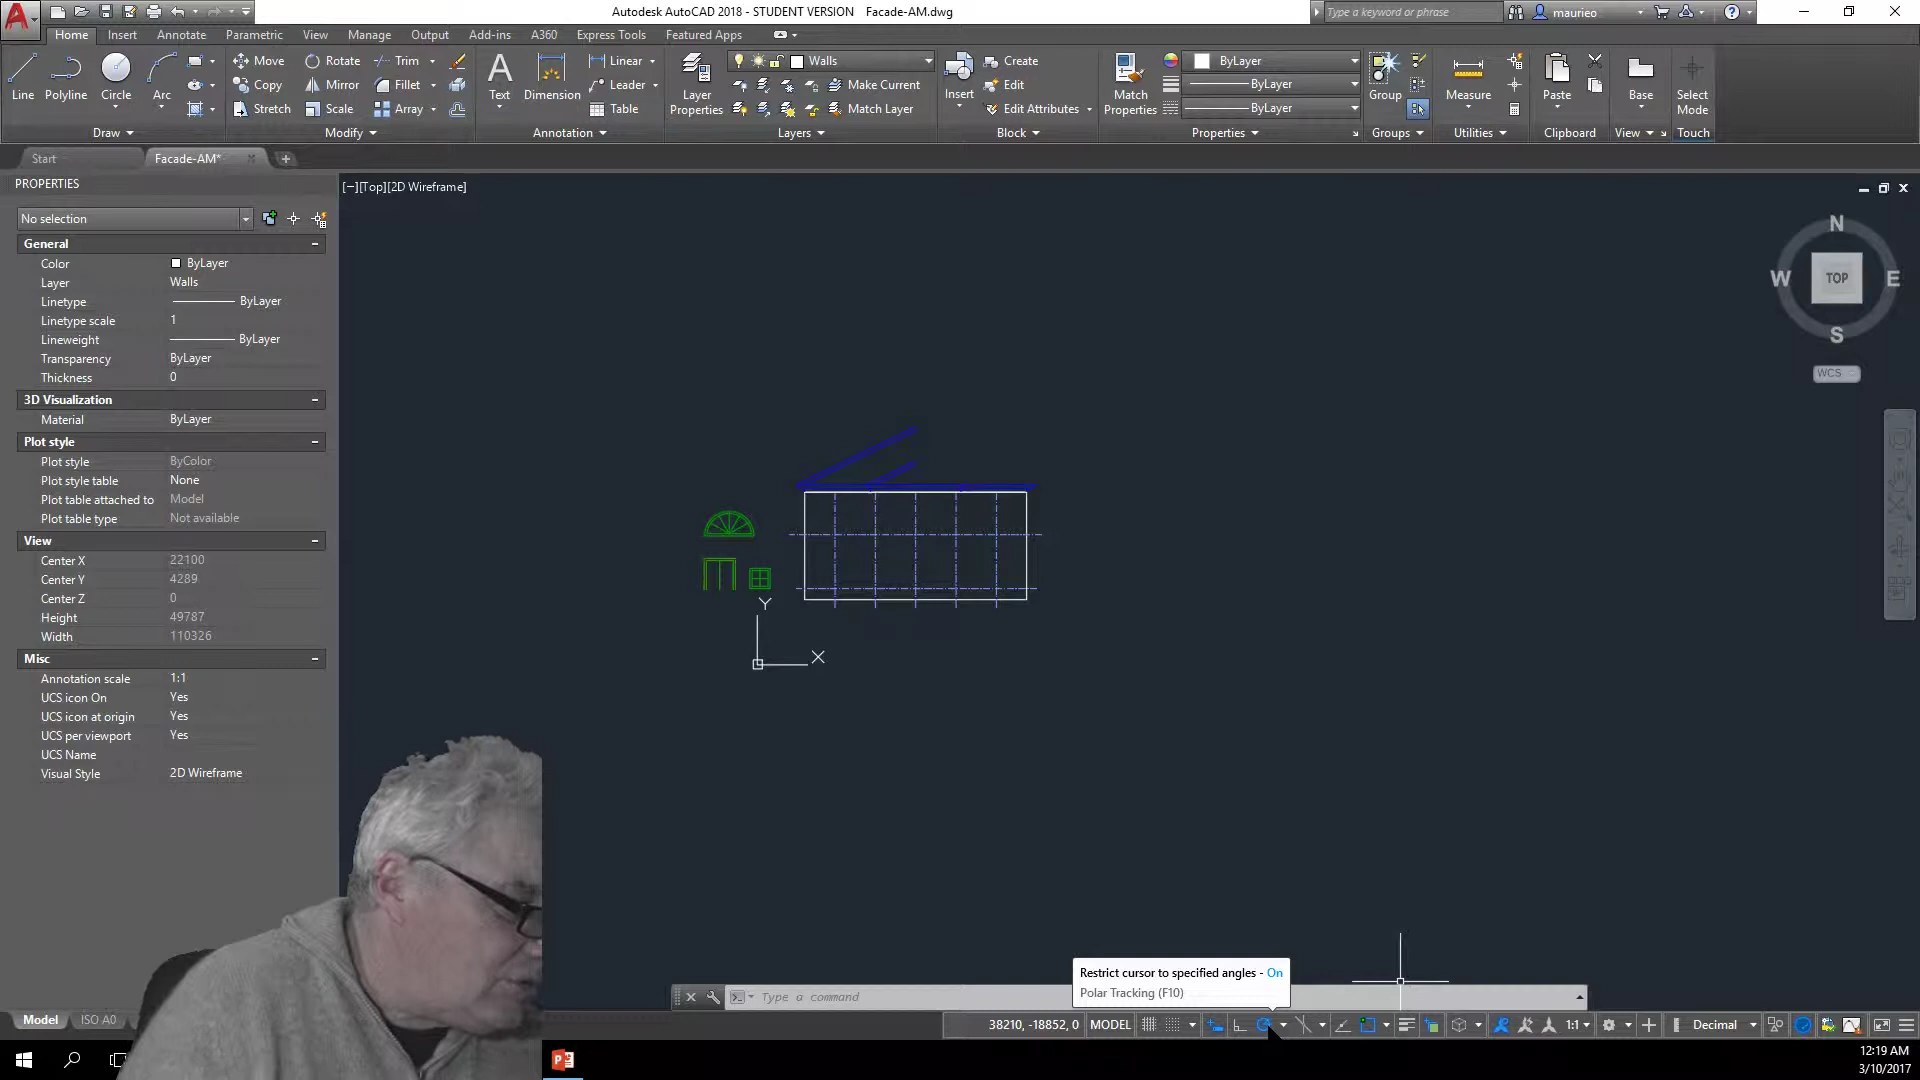 Autodesk AutoCAD 2018 - STUDENT VERSION Facade-AM.dwg
Type a keyword or phrase
maurieo
Home Insert Annotate Parametric View Manage Output Add-ins A360 Express Tools Featured Apps
Line
Polyline
Circle
Arc
Draw
Move
Rotate
Trim
Copy
Mirror
Fillet
Stretch
Scale
Array
Modify
Text
Dimension
Linear
Leader
Table
Annotation
Layer Properties
Walls
Make Current
Match Layer
Layers
Insert
Create
Edit
Edit Attributes
Block
Match Properties
ByLayer
ByLayer
ByLayer
Properties
Group
Groups
Measure
Utilities
Paste
Clipboard
Base
View
Select Mode
Touch
Start
Facade-AM*
PROPERTIES
No selection
General
Color ByLayer
Layer Walls
Linetype ByLayer
Linetype scale 1
Lineweight ByLayer
Transparency ByLayer
Thickness 0
3D Visualization
Material ByLayer
Plot style
Plot style ByColor
Plot style table None
Plot table attached to Model
Plot table type Not available
View
Center X 22100
Center Y 4289
Center Z 0
Height 49787
Width 110326
Misc
Annotation scale 1:1
UCS icon On Yes
UCS icon at origin Yes
UCS per viewport Yes
UCS Name
Visual Style 2D Wireframe
[−][Top][2D Wireframe]
N
W TOP E
S
WCS
Y
X
Restrict cursor to specified angles - On
Polar Tracking (F10)
Type a command
Model ISO A0
38210, -18852, 0 MODEL
1:1
Decimal
12:19 AM
3/10/2017